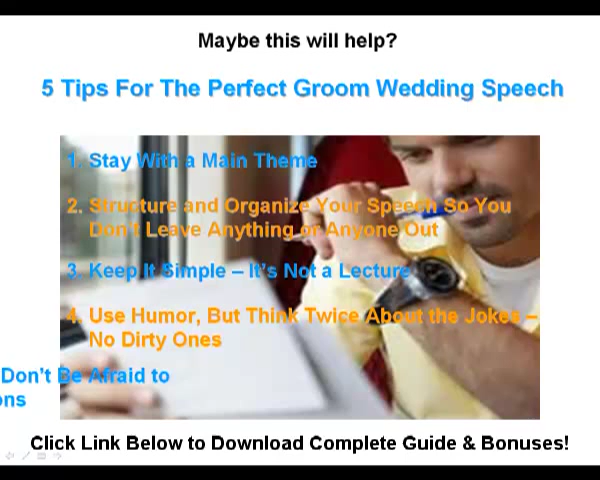 Maybe this will help?
5 Tips For The Perfect Groom Wedding Speech
1. Stay With a Main Theme
2. Structure and Organize Your Speech So You
Don't Leave Anything or Anyone Out
3. Keep It Simple – It's Not a Lecture
4. Use Humor, But Think Twice About the Jokes –
No Dirty Ones
Don't Be Afraid to
ons
Click Link Below to Download Complete Guide & Bonuses!